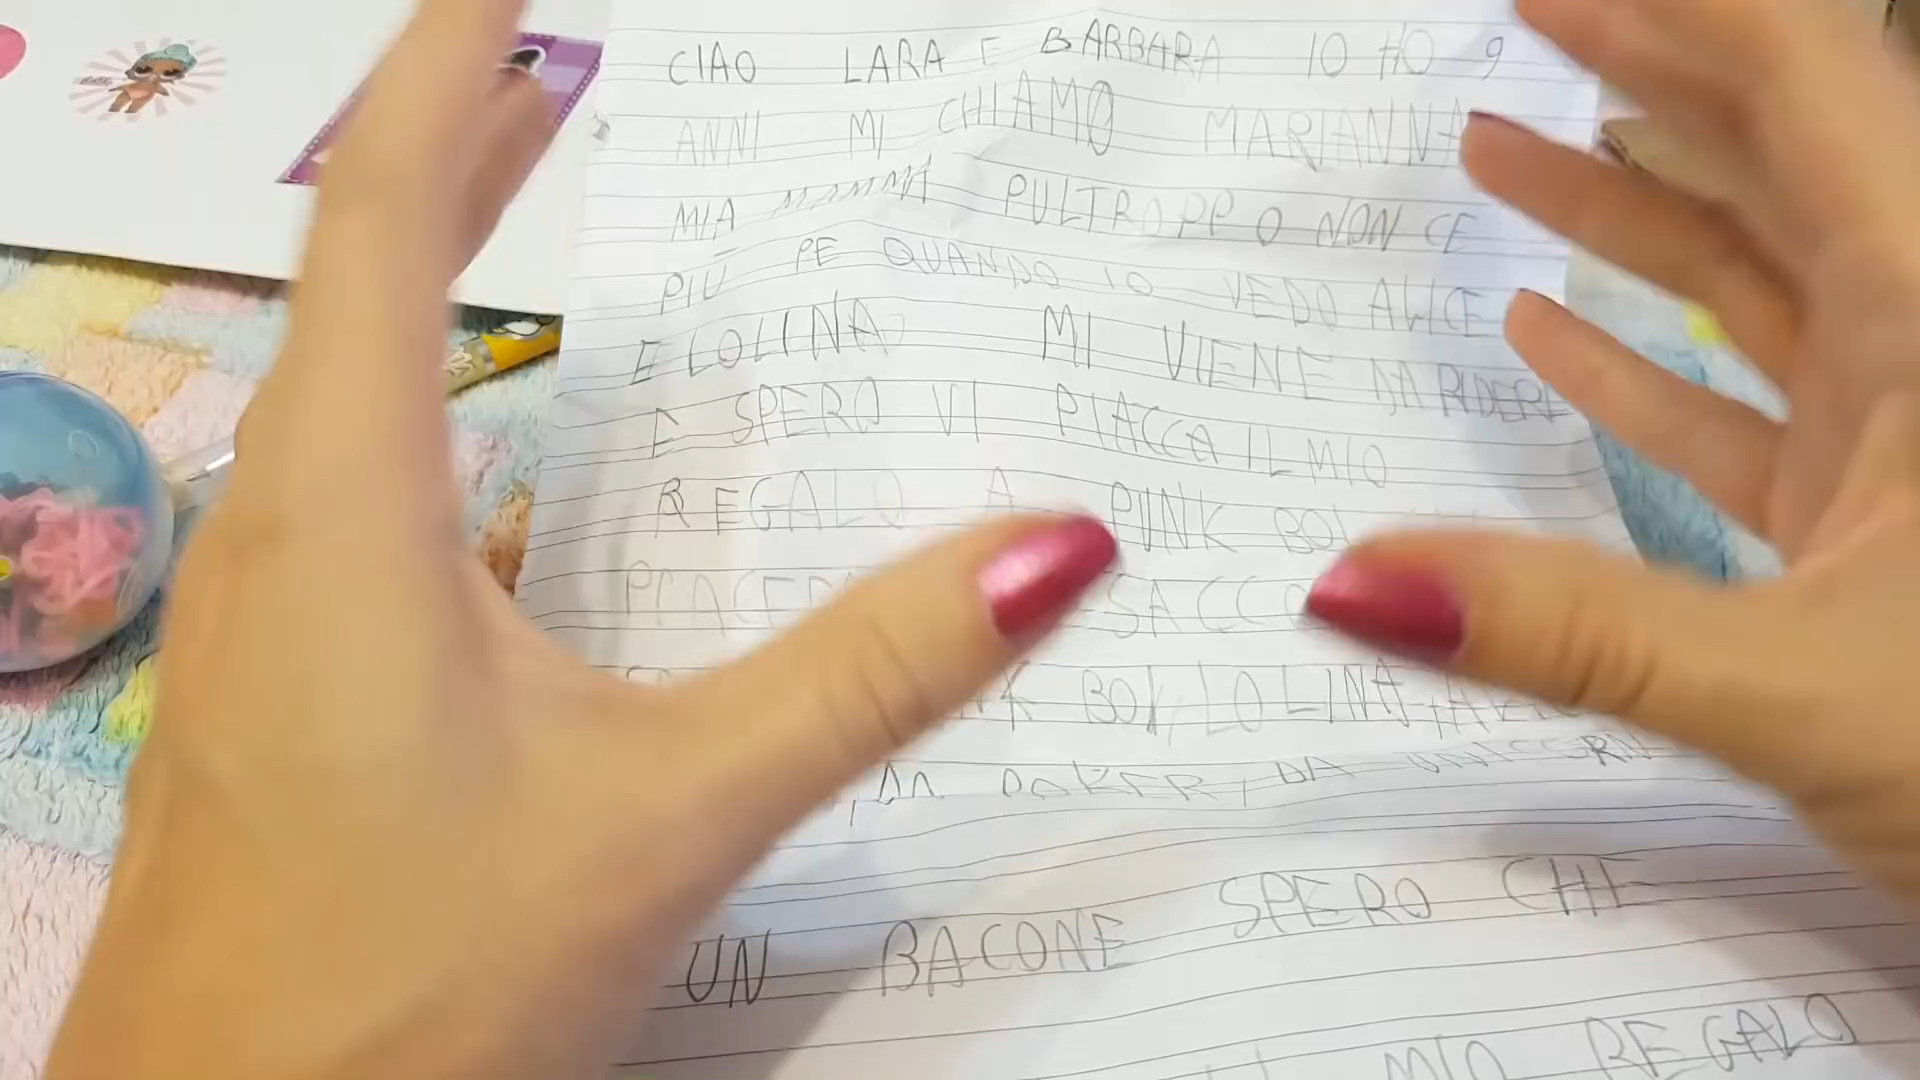 CIAO LARA E BARBARA IO HO 9
ANNI MI CHIAMO MARIANNA
MIA MAMMA PULTROPPO NON CE
PIÙ PE QUANDO IO VEDO ALICE
E LOLINA MI VIENE DA RIDERE
E SPERO VI PIACCA IL MIO
REGALO A PINK BOY
SACCO
BOY, LOLINA,
, DA POKER, DA
UN BACONE SPERO CHE
MIO REGALO